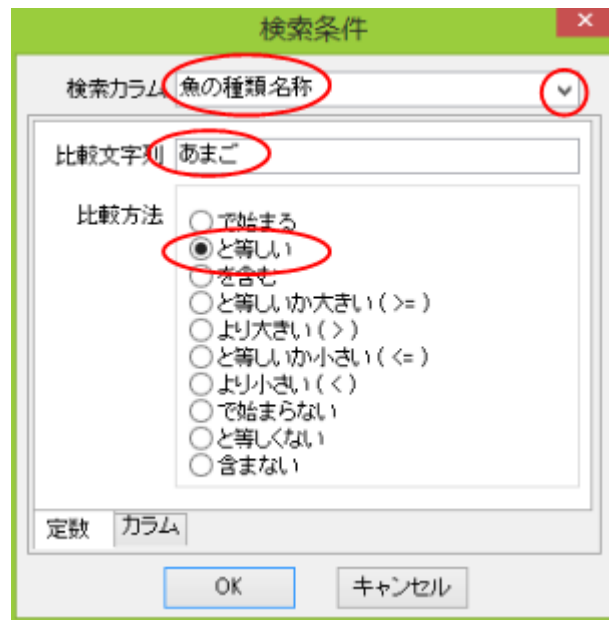 検索条件
検索カラム 魚の種類名称
比較文字列 あまご
比較方法
で始まる
と等しい
を含む
と等しいか大きい(>=)
より大きい(>)
と等しいか小さい(<=)
より小さい(<)
で始まらない
と等しくない
含まない
定数 カラム
OK キャンセル